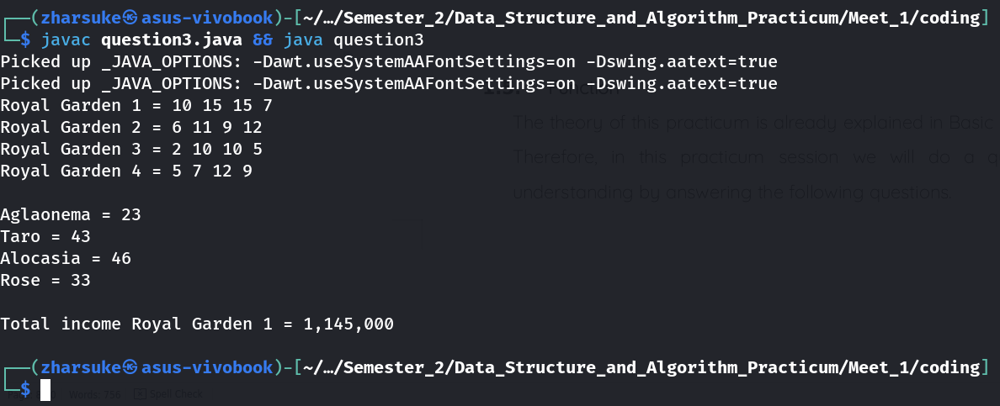 ┌──(zharsuke㉿asus-vivobook)-[~/…/Semester_2/Data_Structure_and_Algorithm_Practicum/Meet_1/coding]
└─$ javac question3.java && java question3
Picked up _JAVA_OPTIONS: -Dawt.useSystemAAFontSettings=on -Dswing.aatext=true
Picked up _JAVA_OPTIONS: -Dawt.useSystemAAFontSettings=on -Dswing.aatext=true
Royal Garden 1 = 10 15 15 7
Royal Garden 2 = 6 11 9 12
Royal Garden 3 = 2 10 10 5
Royal Garden 4 = 5 7 12 9
The theory of this practicum is already explained in Basic
Therefore, in this practicum session we will do a
understanding by answering the following questions.
Aglaonema = 23
Taro = 43
Alocasia = 46
Rose = 33
Total income Royal Garden 1 = 1,145,000
┌──(zharsuke㉿asus-vivobook)-[~/…/Semester_2/Data_Structure_and_Algorithm_Practicum/Meet_1/coding]
└─$
Words: 756 Spell Check